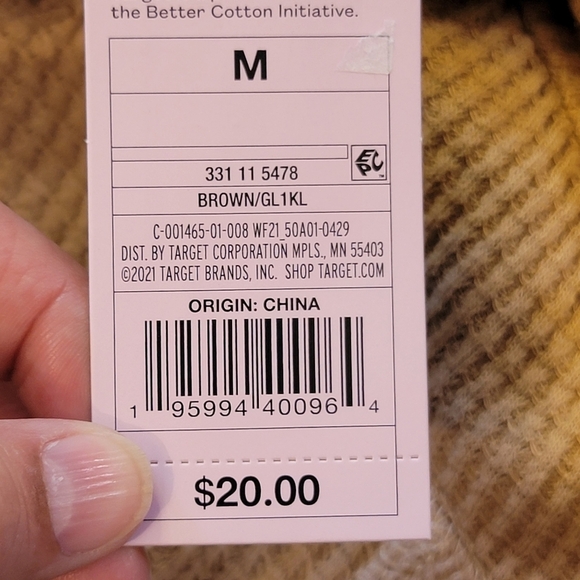 the Better Cotton Initiative.
M
EPC
331 11 5478
BROWN/GL1KL
C-001465-01-008 WF21_50A01-0429
DIST. BY TARGET CORPORATION MPLS., MN 55403
©2021 TARGET BRANDS, INC. SHOP TARGET.COM
ORIGIN: CHINA
1 95994 40096 4
$20.00